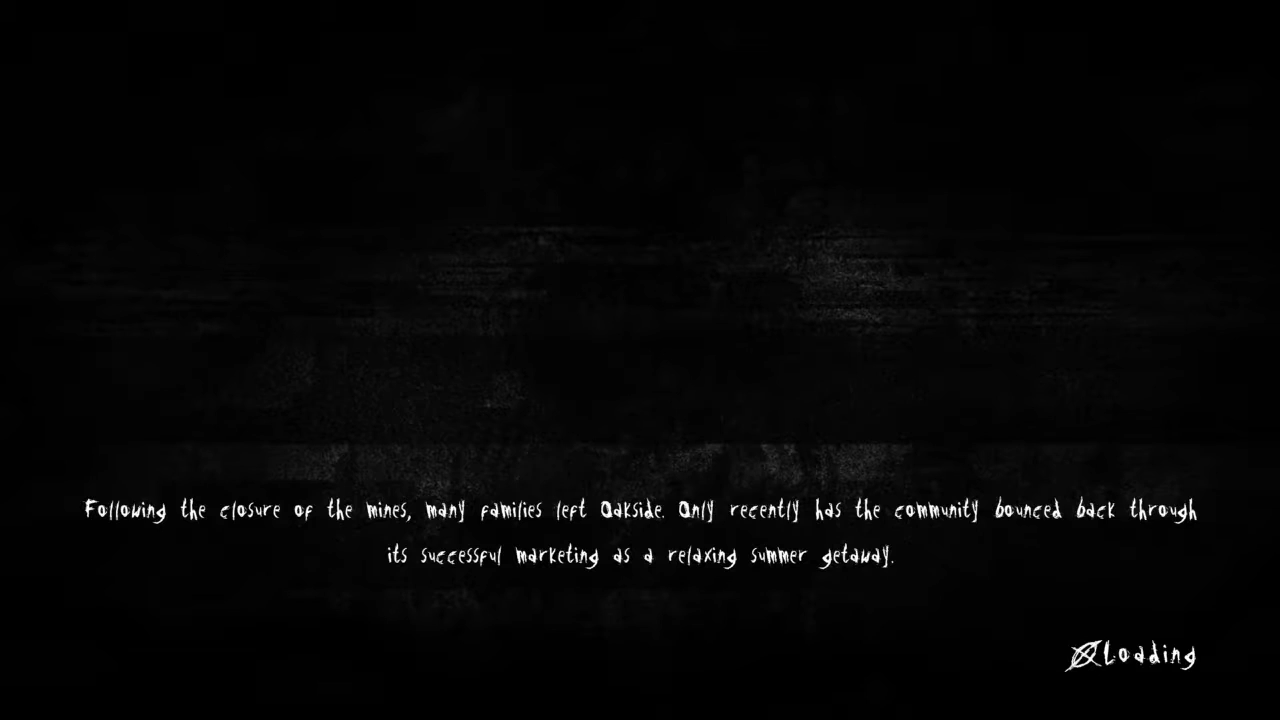 Following the closure of the mines, many families left Oakside. Only recently has the community bounced back through
its successful marketing as a relaxing summer getaway.
Loading